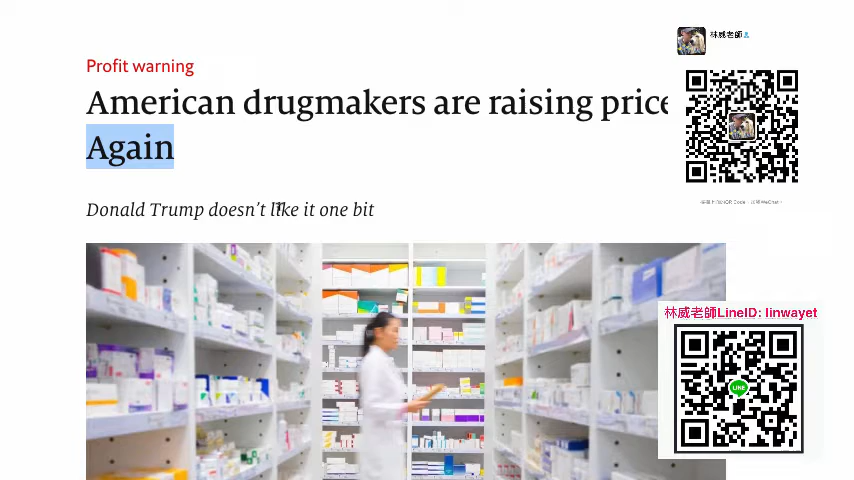 Profit warning
American drugmakers are raising price
Again
Donald Trump doesn't like it one bit
林威老師
林威老師LineID: linwayet
LINE